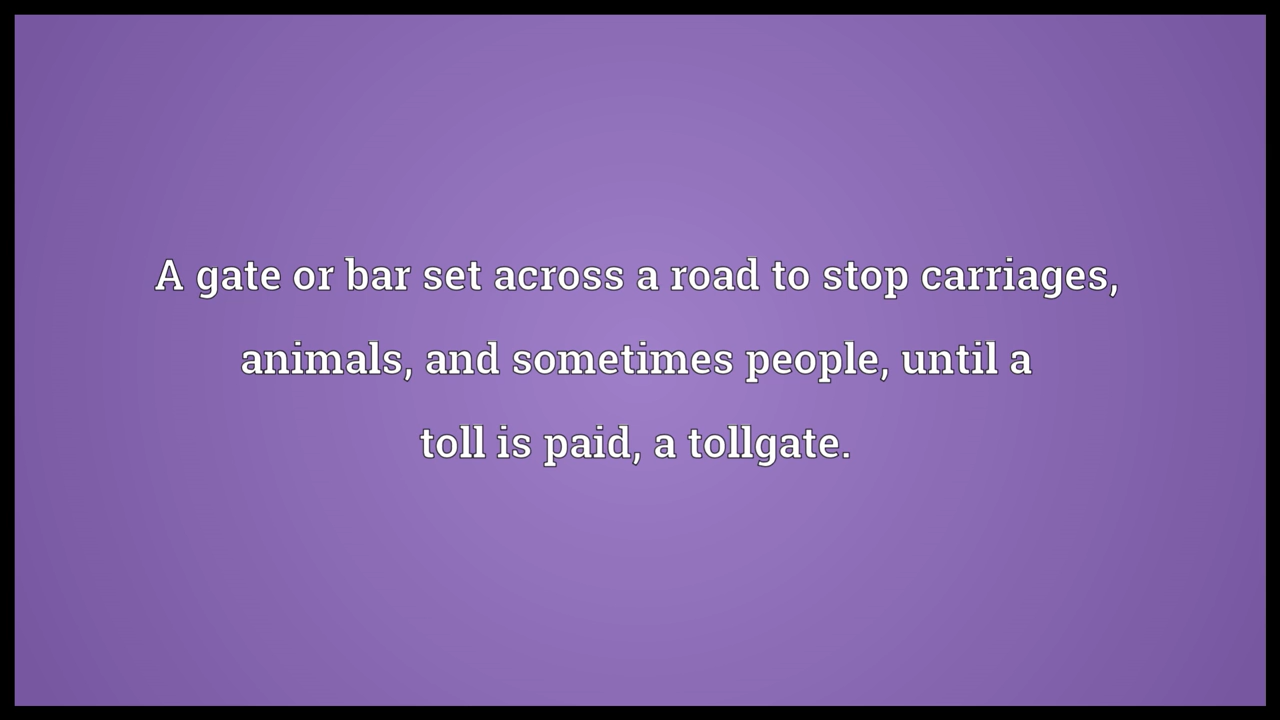 A gate or bar set across a road to stop carriages,
animals, and sometimes people, until a
toll is paid, a tollgate.